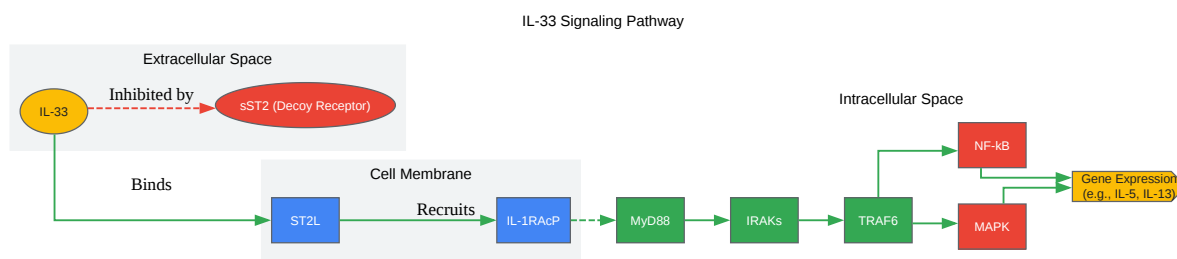 IL-33 Signaling Pathway
Extracellular Space
IL-33
Inhibited by
sST2 (Decoy Receptor)
Binds
Cell Membrane
ST2L
Recruits
IL-1RAcP
Intracellular Space
MyD88
IRAKs
TRAF6
NF-kB
MAPK
Gene Expression
(e.g., IL-5, IL-13)